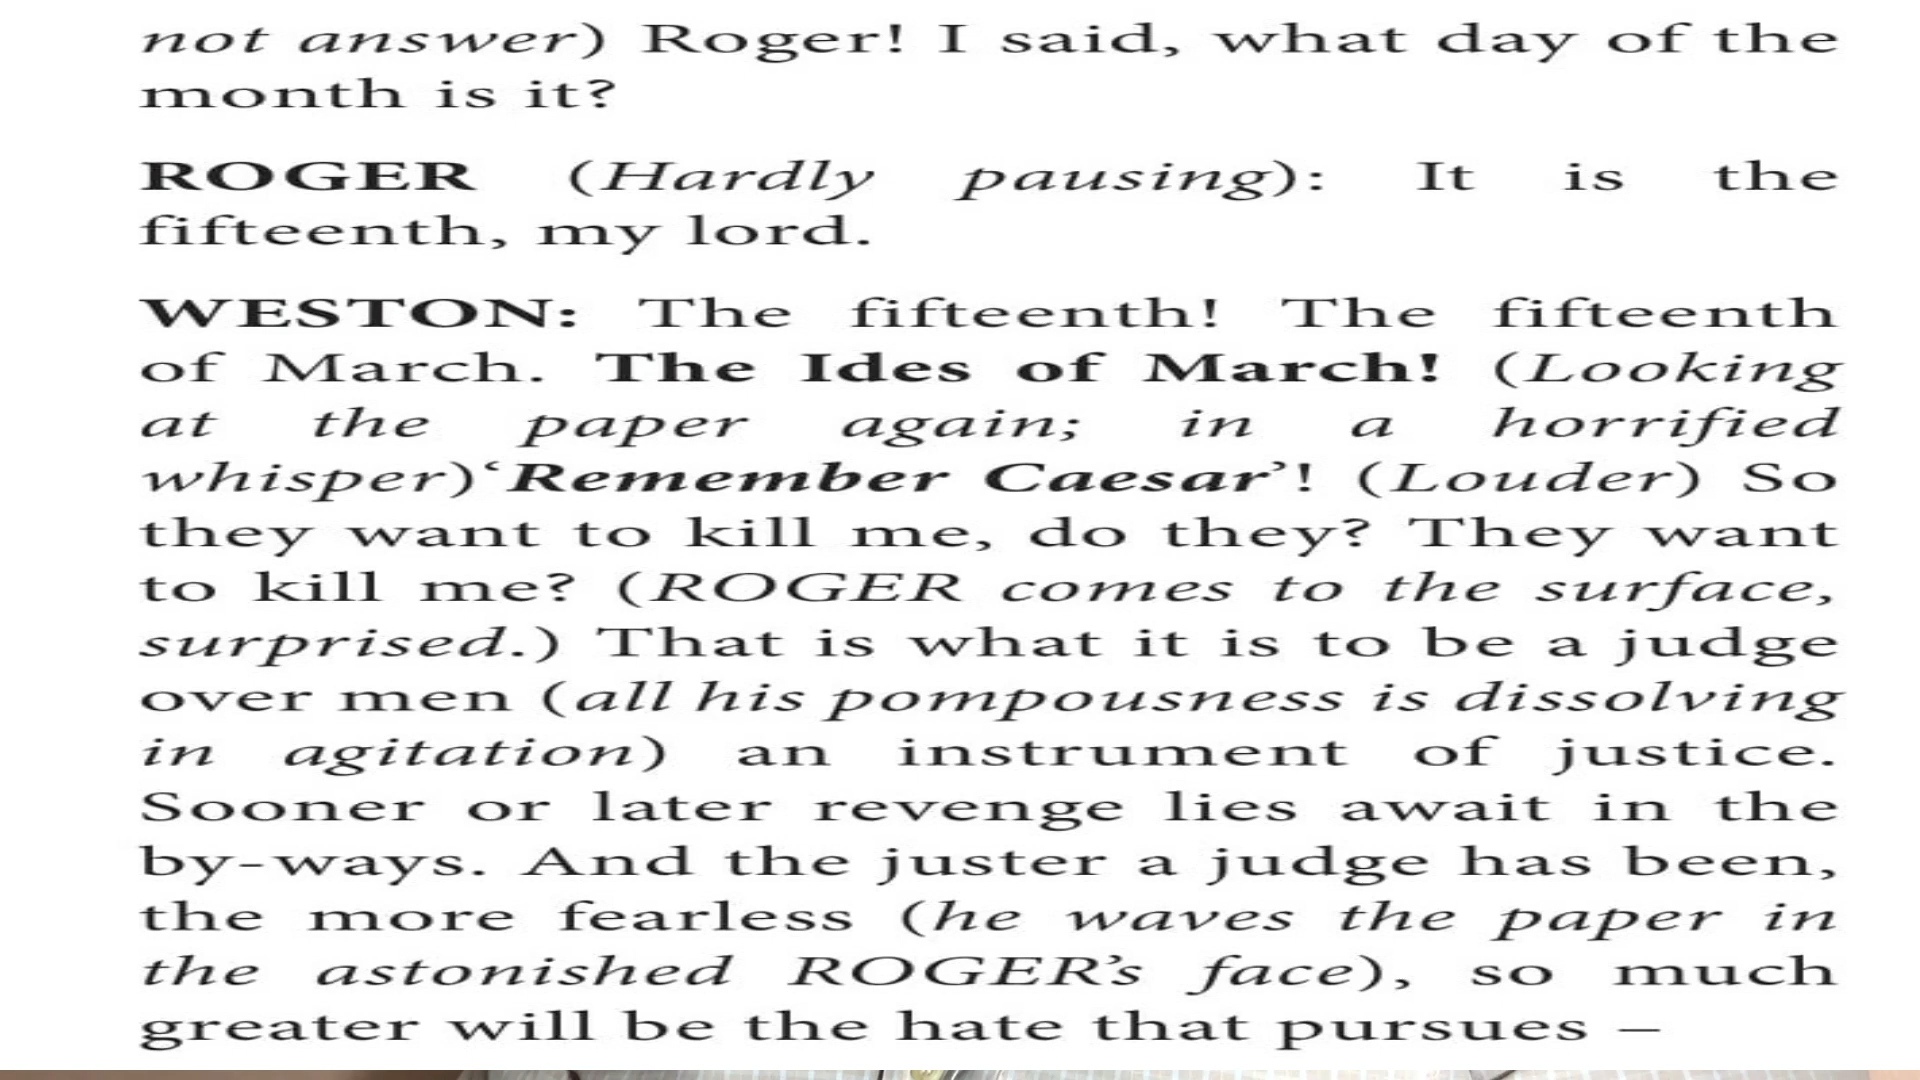 not answer) Roger! I said, what day of the
month is it?
ROGER (Hardly pausing): It is the
fifteenth, my lord.
WESTON: The fifteenth! The fifteenth
of March. The Ides of March! (Looking
at the paper again; in a horrified
whisper)‘Remember Caesar’! (Louder) So
they want to kill me, do they? They want
to kill me? (ROGER comes to the surface,
surprised.) That is what it is to be a judge
over men (all his pompousness is dissolving
in agitation) an instrument of justice.
Sooner or later revenge lies await in the
by-ways. And the juster a judge has been,
the more fearless (he waves the paper in
the astonished ROGER’s face), so much
greater will be the hate that pursues –